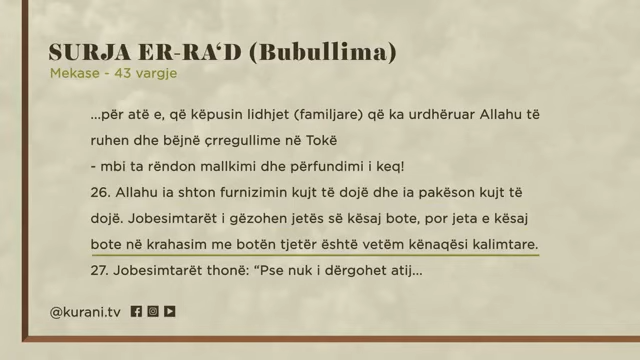 SURJA ER-RA‘D (Bubullima)
Mekase - 43 vargje
...për atë e, që këpusin lidhjet (familjare) që ka urdhëruar Allahu të
ruhen dhe bëjnë çrregullime në Tokë
- mbi ta rëndon mallkimi dhe përfundimi i keq!
26. Allahu ia shton furnizimin kujt të dojë dhe ia pakëson kujt të
dojë. Jobesimtarët i gëzohen jetës së kësaj bote, por jeta e kësaj
bote në krahasim me botën tjetër është vetëm kënaqësi kalimtare.
27. Jobesimtarët thonë: “Pse nuk i dërgohet atij...
@kurani.tv